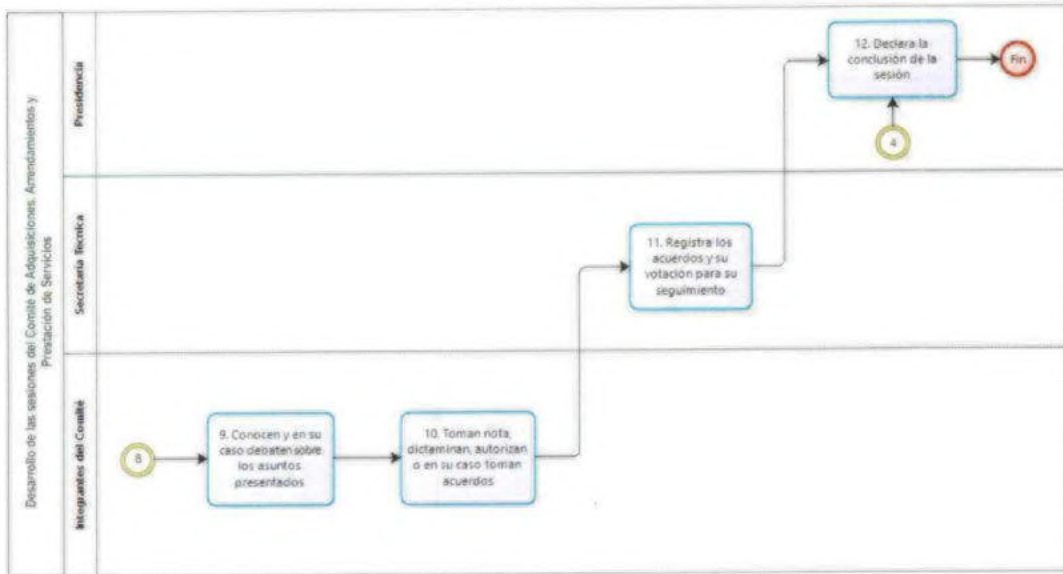 Desarrollo de las sesiones del Comité de Adquisiciones, Arrendamientos y
Prestación de Servicios
Presidencia
12. Declara la
conclusión de la
sesión
Fin
4
Secretaría Tecnica
11. Registra los
acuerdos y su
votación para su
seguimiento
Integrantes del Comité
8
9. Conocen y en su
caso debaten sobre
los asuntos
presentados
10. Toman nota,
dictaminan, autorizan
o en su caso toman
acuerdos